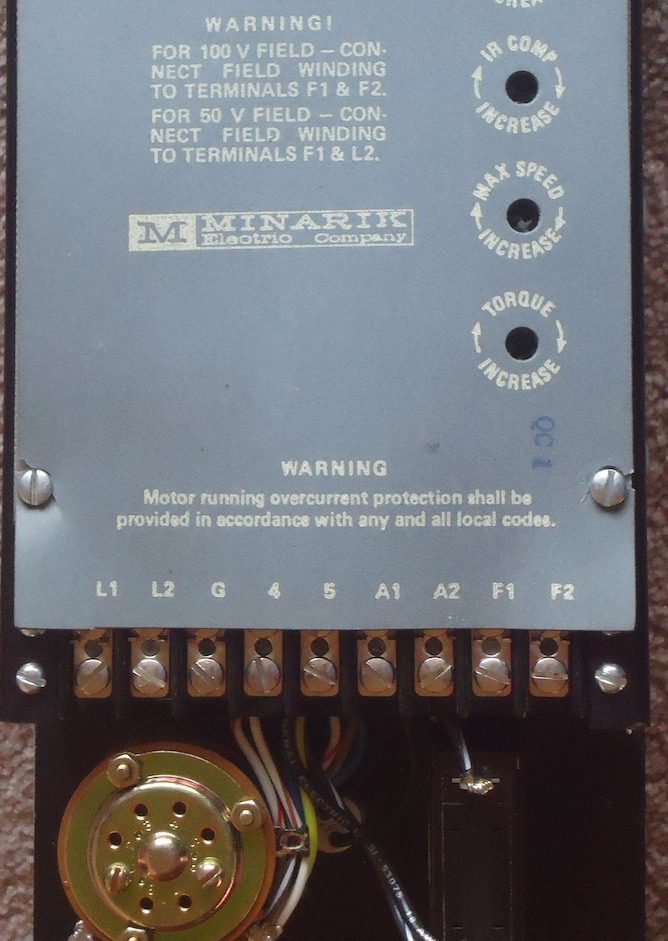 WARNING!
FOR 100 V FIELD – CON-
NECT FIELD WINDING
TO TERMINALS F1 & F2.
FOR 50 V FIELD – CON-
NECT FIELD WINDING
TO TERMINALS F1 & L2.
IR COMP
INCREASE
MAX SPEED
INCREASE
M MINARIK
Electric Company
TORQUE
INCREASE
QC 1
WARNING
Motor running overcurrent protection shall be
provided in accordance with any and all local codes.
L1 L2 G 4 5 A1 A2 F1 F2